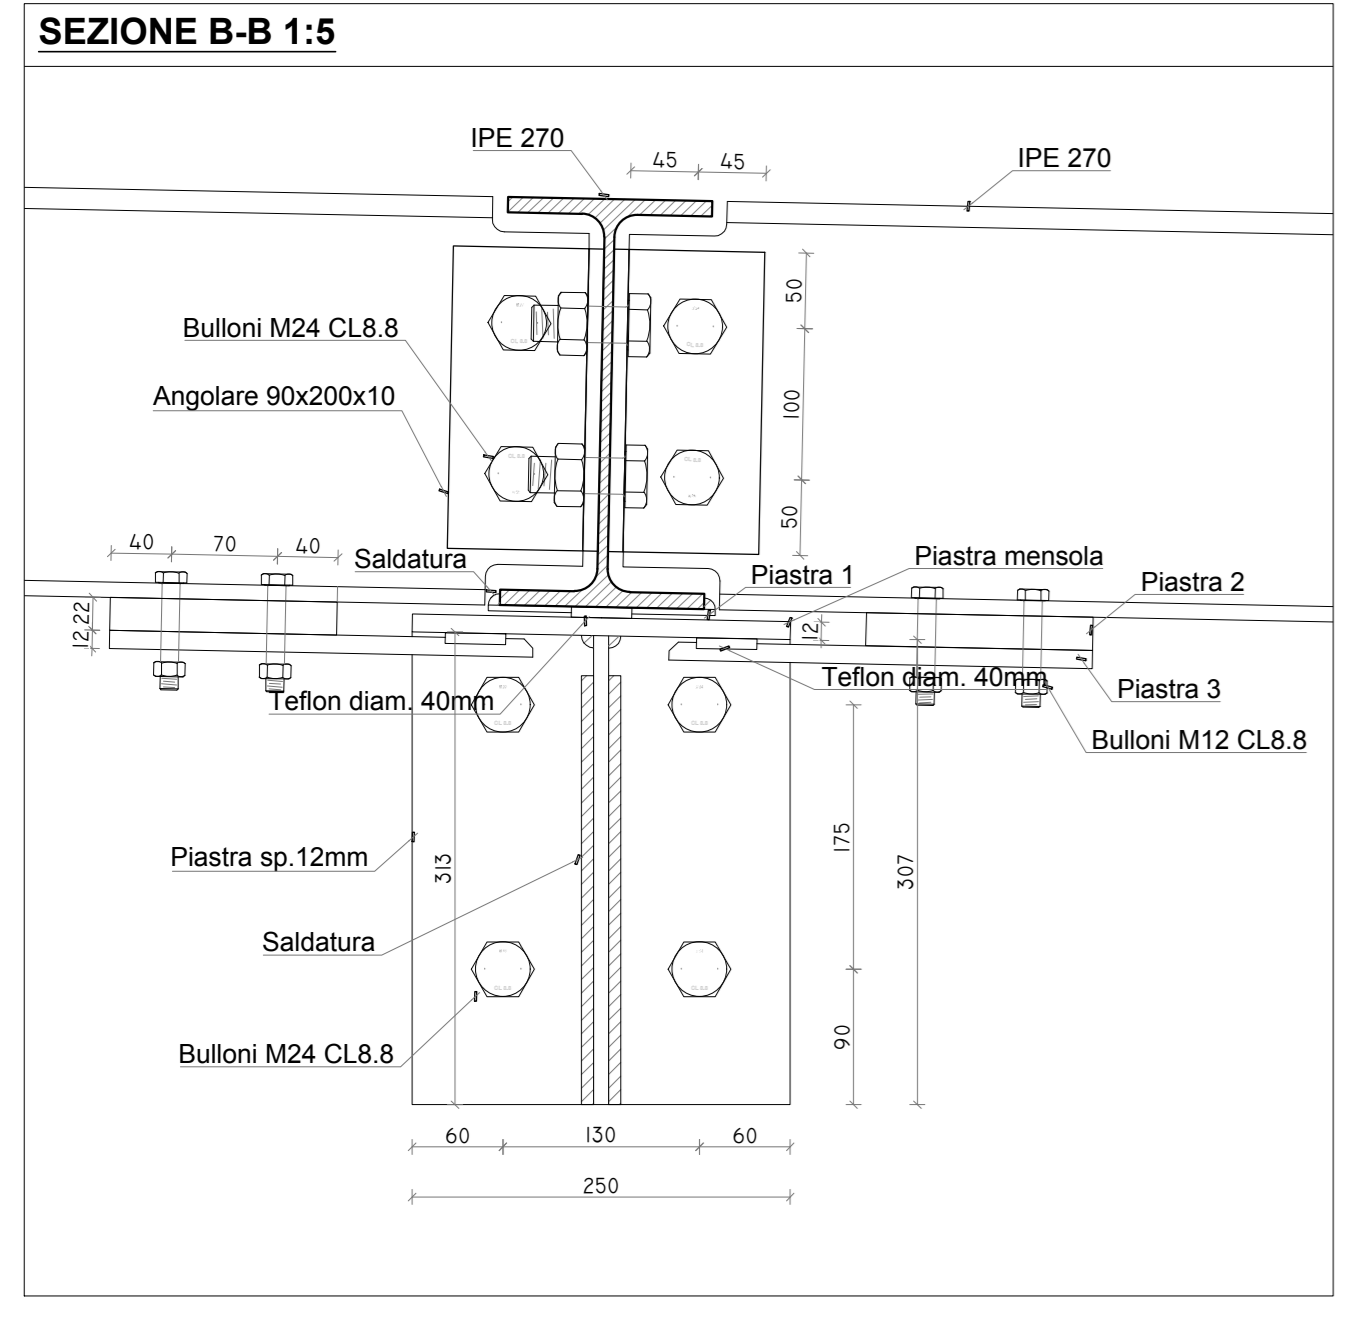 SEZIONE B-B 1:5
IPE 270
45
45
IPE 270
50
Bulloni M24 CL8.8
Angolare 90x200x10
100
50
40
70
40
Saldatura
Piastra mensola
Piastra 1
Piastra 2
22
12
12
Teflon diam. 40mm
Teflon diam. 40mm
Piastra 3
Bulloni M12 CL8.8
Piastra sp.12mm
313
175
307
Saldatura
Bulloni M24 CL8.8
90
60
130
60
250